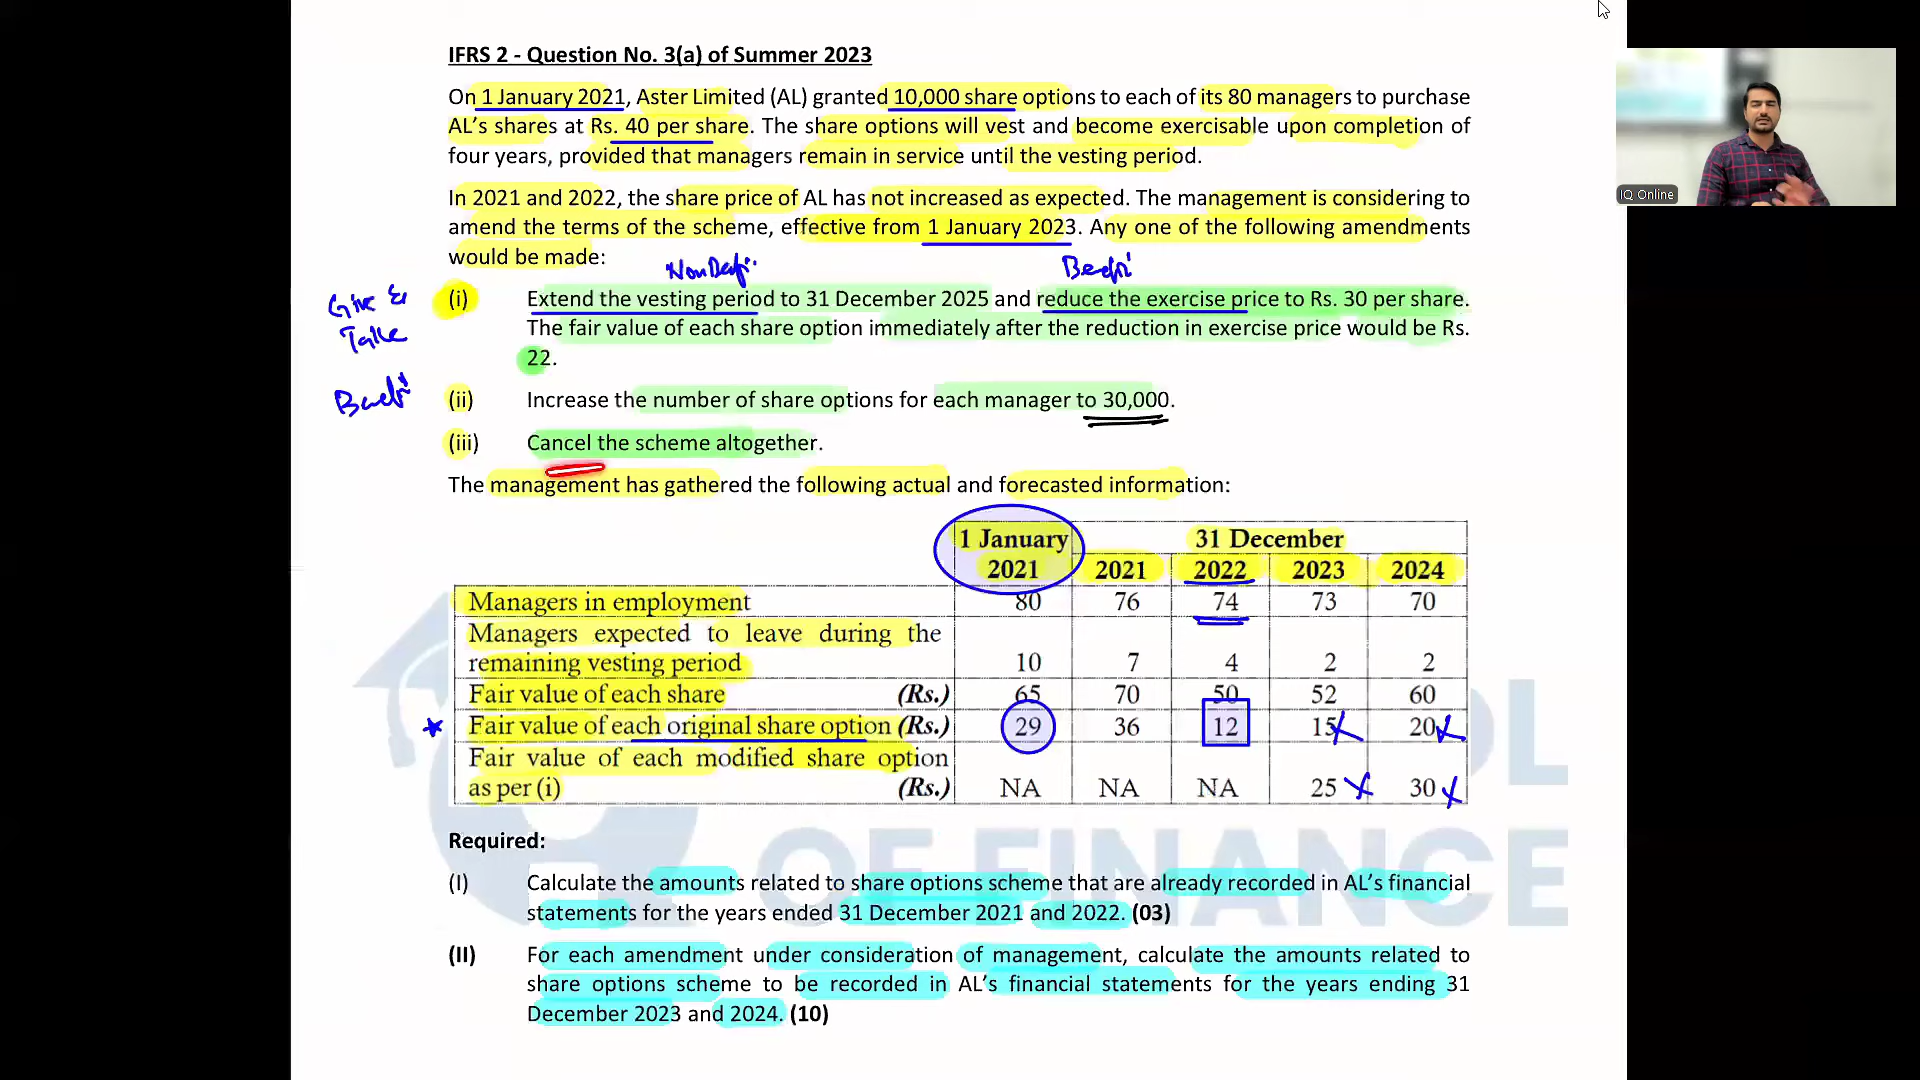 IFRS 2 - Question No. 3(a) of Summer 2023
On 1 January 2021, Aster Limited (AL) granted 10,000 share options to each of its 80 managers to purchase
AL's shares at Rs. 40 per share. The share options will vest and become exercisable upon completion of
four years, provided that managers remain in service until the vesting period.
IQ Online
In 2021 and 2022, the share price of AL has not increased as expected. The management is considering to
amend the terms of the scheme, effective from 1 January 2023. Any one of the following amendments
would be made:
Give &
Take
(i) Extend the vesting period to 31 December 2025 and reduce the exercise price to Rs. 30 per share.
The fair value of each share option immediately after the reduction in exercise price would be Rs.
22.
(ii) Increase the number of share options for each manager to 30,000.
(iii) Cancel the scheme altogether.
The management has gathered the following actual and forecasted information:
1 January 2021 31 December
2021 2022 2023 2024
Managers in employment 80 76 74 73 70
Managers expected to leave during the
remaining vesting period 10 7 4 2 2
Fair value of each share (Rs.) 65 70 50 52 60
Fair value of each original share option (Rs.) 29 36 12 15 20
Fair value of each modified share option
as per (i) (Rs.) NA NA NA 25 30
OF FINANCE
Required:
(I) Calculate the amounts related to share options scheme that are already recorded in AL's financial
statements for the years ended 31 December 2021 and 2022. (03)
(II) For each amendment under consideration of management, calculate the amounts related to
share options scheme to be recorded in AL's financial statements for the years ending 31
December 2023 and 2024. (10)